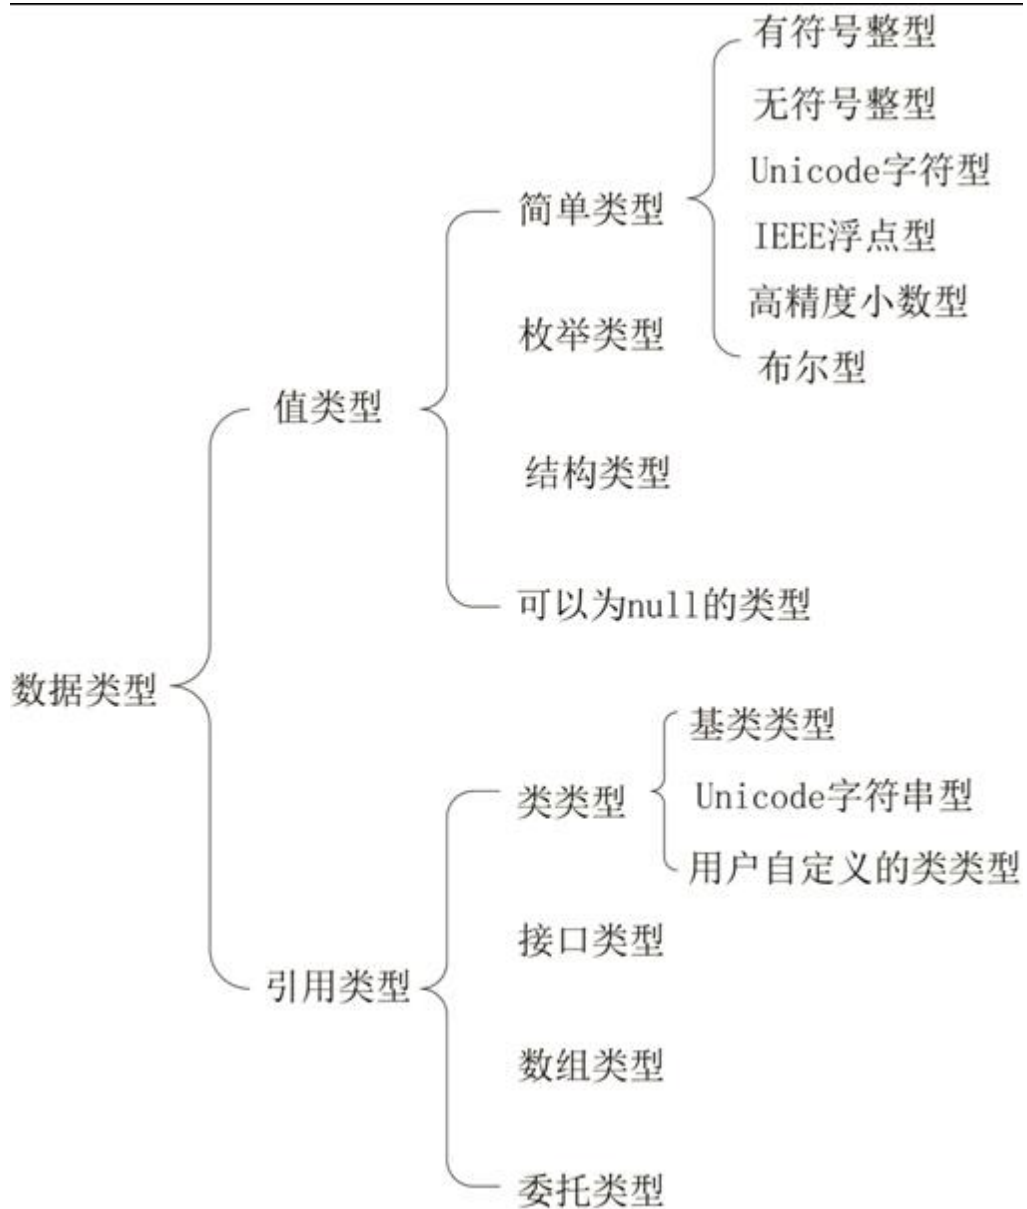 有符号整型
无符号整型
Unicode字符型
简单类型
IEEE浮点型
高精度小数型
枚举类型
布尔型
值类型
结构类型
可以为null的类型
数据类型
基类类型
类类型
Unicode字符串型
用户自定义的类类型
接口类型
引用类型
数组类型
委托类型